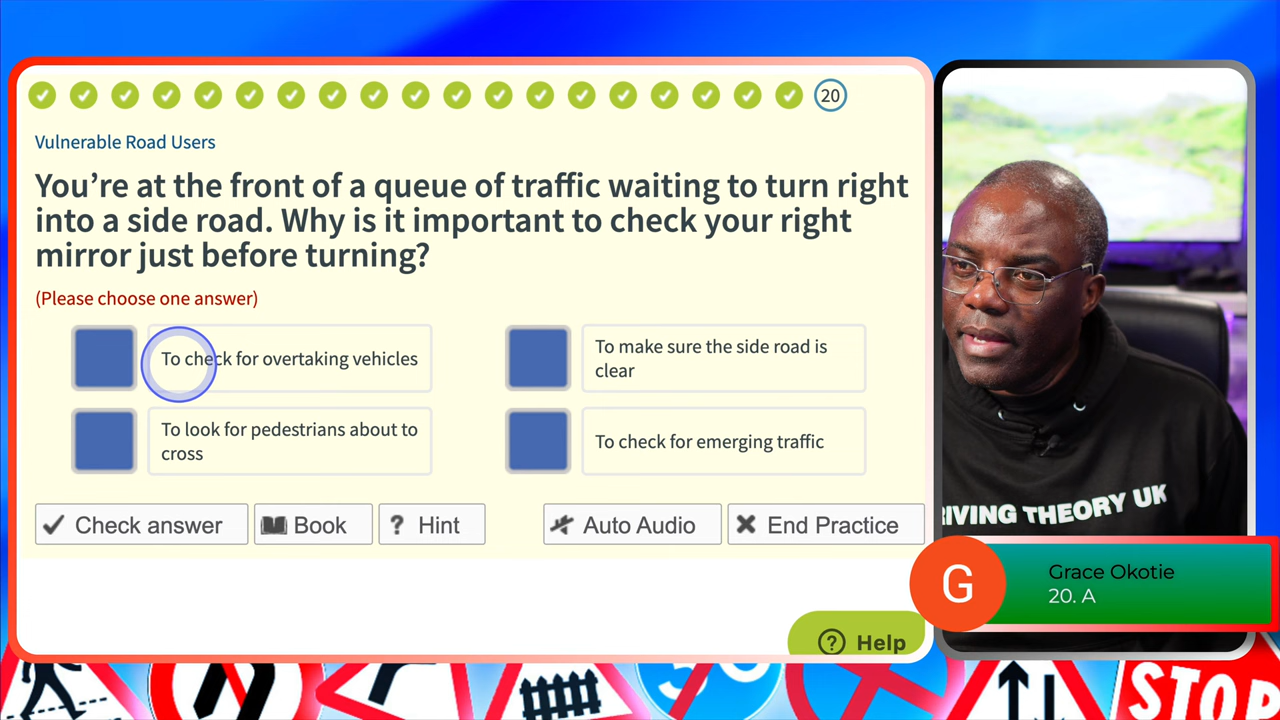 20
Vulnerable Road Users
You’re at the front of a queue of traffic waiting to turn right
into a side road. Why is it important to check your right
mirror just before turning?
(Please choose one answer)
To check for overtaking vehicles
To make sure the side road is
clear
To look for pedestrians about to
cross
To check for emerging traffic
Check answer
Book
? Hint
Auto Audio
End Practice
? Help
RIVING THEORY UK
G
Grace Okotie
20. A
STOP